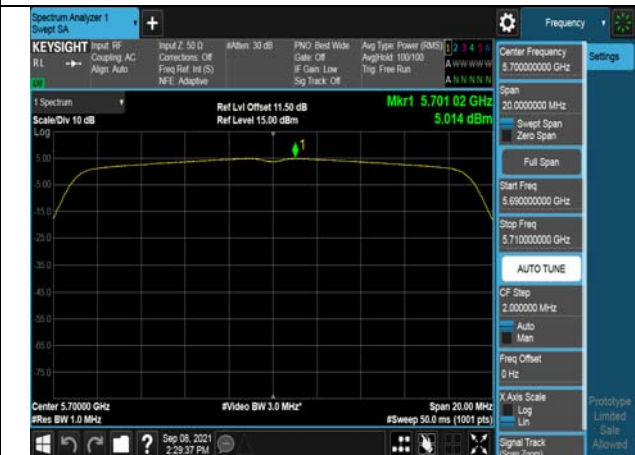 Spectrum Analyzer 1
Swept SA
+
Frequency
KEYSIGHT
RL
Input: RF
Coupling: AC
Align: Auto
Input Z: 50 Ω
Corrections: Off
Freq Ref: Int (S)
NFE: Adaptive
#Atten: 30 dB
PNO: Best Wide
Gate: Off
IF Gain: Low
Sig Track: Off
Avg Type: Power (RMS)
Avg|Hold: 100/100
Trig: Free Run
1 2 3 4 5 6
A W W W W W
A N N N N N
1 Spectrum
Scale/Div 10 dB
Log
Ref Lvl Offset 11.50 dB
Ref Level 15.00 dBm
Mkr1 5.701 02 GHz
5.014 dBm
1
5.00
-5.00
-15.0
-25.0
-35.0
-45.0
-55.0
-65.0
-75.0
Center 5.70000 GHz
#Res BW 1.0 MHz
#Video BW 3.0 MHz*
Span 20.00 MHz
#Sweep 50.0 ms (1001 pts)
Sep 08, 2021
2:29:37 PM
?
Center Frequency
5.700000000 GHz
Settings
Span
20.0000000 MHz
Swept Span
Zero Span
Full Span
Start Freq
5.690000000 GHz
Stop Freq
5.710000000 GHz
AUTO TUNE
CF Step
2.000000 MHz
Auto
Man
Freq Offset
0 Hz
X Axis Scale
Log
Lin
Signal Track
(Span Zoom)
Prototype
Limited
Sale
Allowed